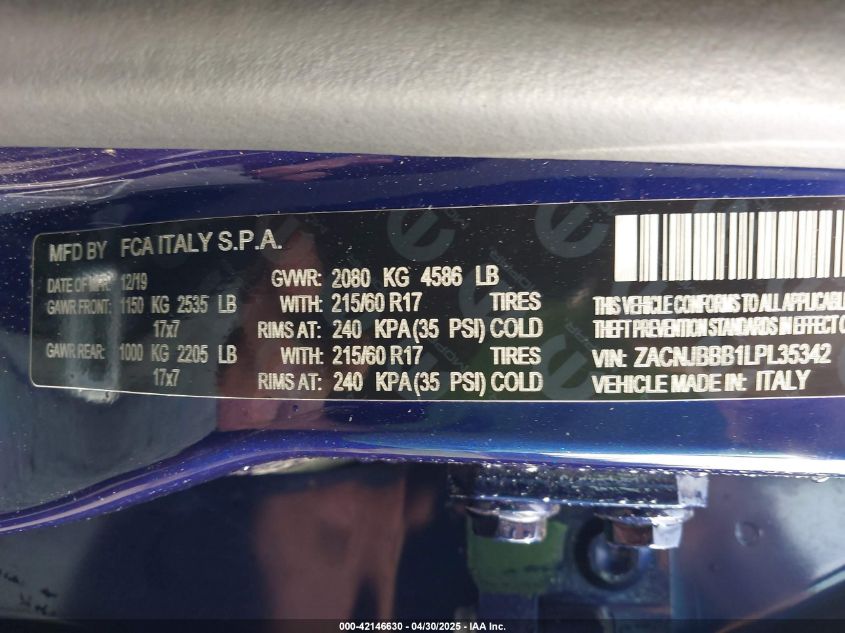 MFD BY FCA ITALY S.P.A.
DATE OF MFR: 12/19 GVWR: 2080 KG 4586 LB
GAWR FRONT: 1150 KG 2535 LB WITH: 215/60 R17 TIRES
17x7 RIMS AT: 240 KPA (35 PSI) COLD
GAWR REAR: 1000 KG 2205 LB WITH: 215/60 R17 TIRES
17x7 RIMS AT: 240 KPA (35 PSI) COLD
THIS VEHICLE CONFORMS TO ALL APPLICABLE
THEFT PREVENTION STANDARDS IN EFFECT
VIN: ZACNJBBB1LPL35342
VEHICLE MADE IN: ITALY
000-42146630 - 04/30/2025 - IAA Inc.